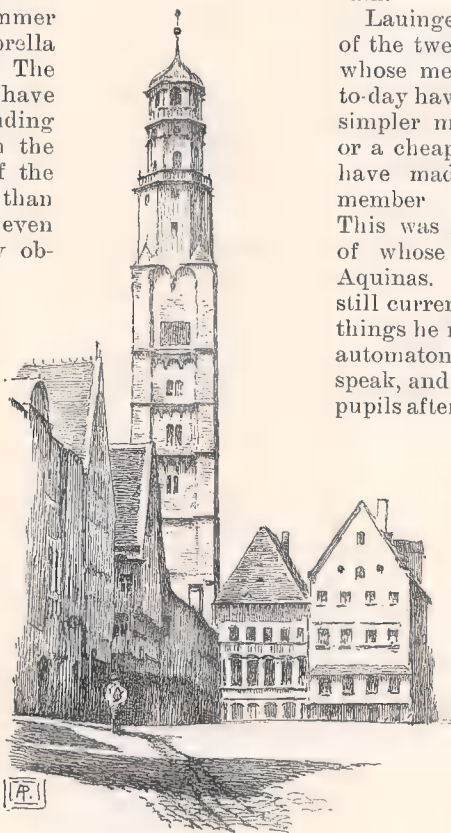 mmer
rella
The
have
ding
the
the
than
even
ob-
Lauinge
of the twe
whose me
to-day hav
simpler m
or a cheap
have mad
member
This was
of whose
Aquinas.
still curren
things he
automaton
speak, and
pupils after
AP.